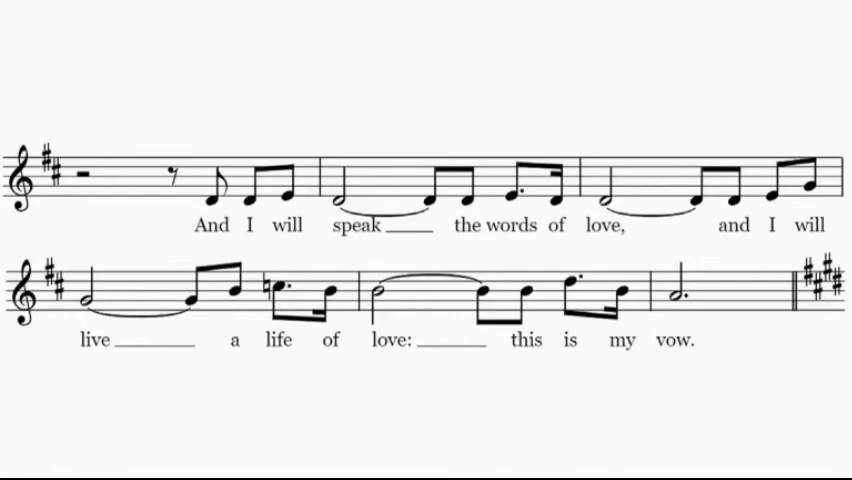 And I will speak the words of love, and I will
live a life of love: this is my vow.